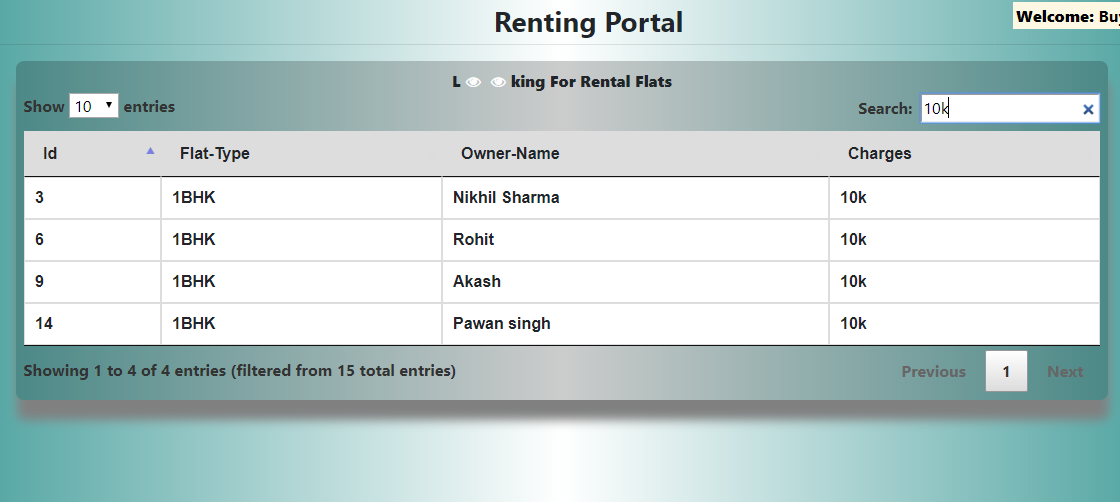 Renting Portal
Welcome: Buy
L king For Rental Flats
Show 10 entries
Search: 10k
Id Flat-Type Owner-Name Charges
3 1BHK Nikhil Sharma 10k
6 1BHK Rohit 10k
9 1BHK Akash 10k
14 1BHK Pawan singh 10k
Showing 1 to 4 of 4 entries (filtered from 15 total entries)
Previous 1 Next